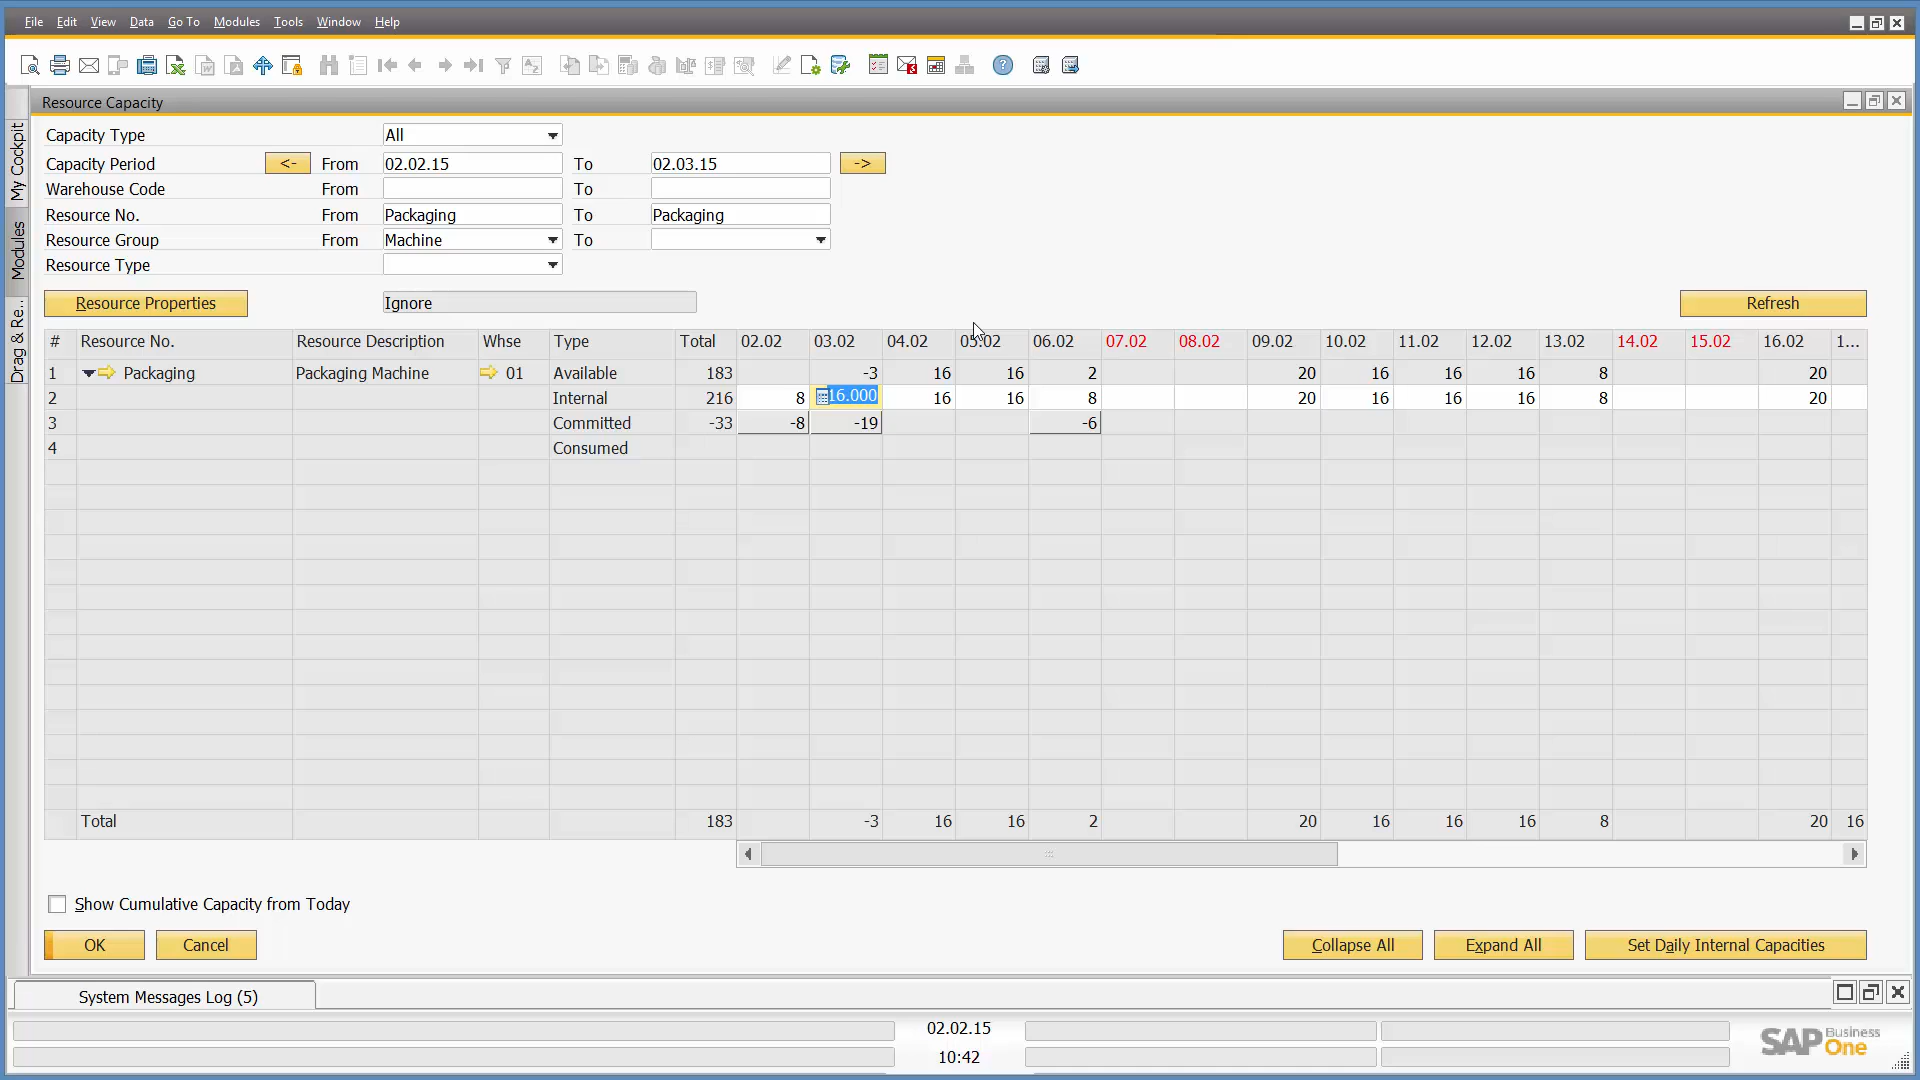 File Edit View Data Go To Modules Tools Window Help
Resource Capacity
My Cockpit
Modules
Drag & Re...
Capacity Type All
Capacity Period <- From 02.02.15 To 02.03.15 ->
Warehouse Code From To
Resource No. From Packaging To Packaging
Resource Group From Machine To
Resource Type
Resource Properties Ignore Refresh
# Resource No. Resource Description Whse Type Total 02.02 03.02 04.02 05.02 06.02 07.02 08.02 09.02 10.02 11.02 12.02 13.02 14.02 15.02 16.02 1...
1 Packaging Packaging Machine 01 Available 183 -3 16 16 2 20 16 16 16 8 20
2 Internal 216 8 16.000 16 16 8 20 16 16 16 8 20
3 Committed -33 -8 -19 -6
4 Consumed
Total 183 -3 16 16 2 20 16 16 16 8 20 16
Show Cumulative Capacity from Today
OK Cancel Collapse All Expand All Set Daily Internal Capacities
System Messages Log (5)
02.02.15
10:42
SAP Business One